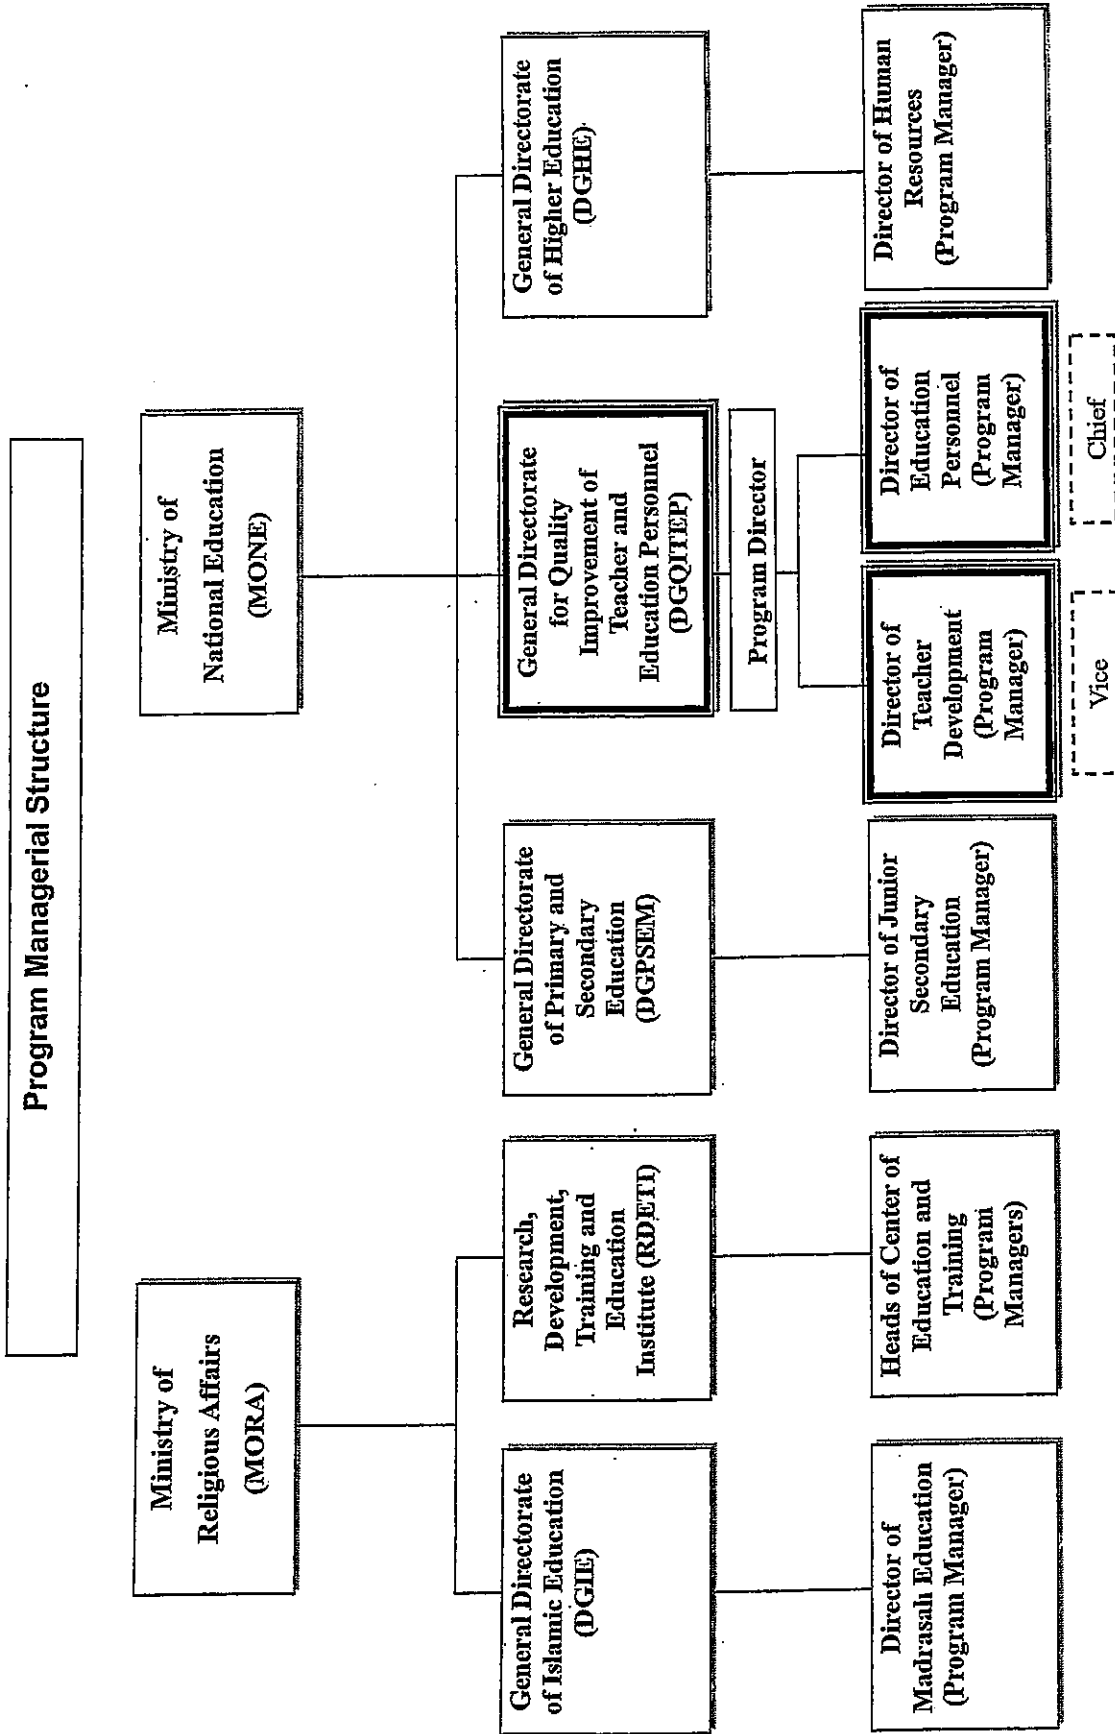 Program Managerial Structure
Ministry of
Religious Affairs
(MORA)
Ministry of
National Education
(MONE)
General Directorate
of Islamic Education
(DGIE)
Research,
Development,
Training and
Education
Institute (RDETI)
General Directorate
of Primary and
Secondary
Education
(DGPSEM)
General Directorate
for Quality
Improvement of
Teacher and
Education Personnel
(DGQITEP)
General Directorate
of Higher Education
(DGHE)
Program Director
Director of
Madrasah Education
(Program Manager)
Heads of Center of
Education and
Training
(Program
Managers)
Director of Junior
Secondary
Education
(Program Manager)
Director of
Teacher
Development
(Program
Manager)
Director of
Education
Personnel
(Program
Manager)
Director of Human
Resources
(Program Manager)
Vice
Chief